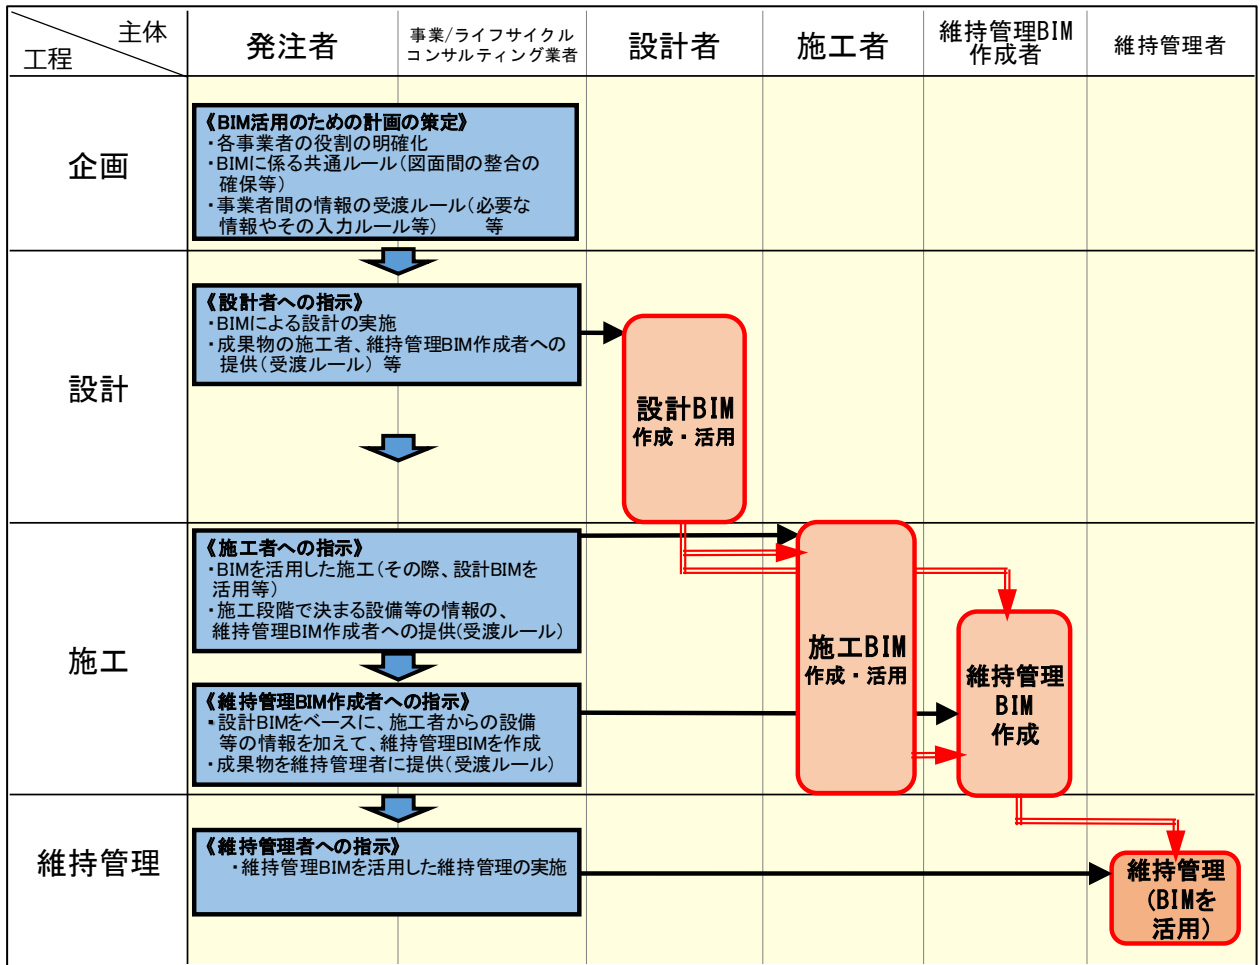 主体
工程
発注者
事業/ライフサイクル
コンサルティング業者
設計者
施工者
維持管理BIM
作成者
維持管理者
企画
《BIM活用のための計画の策定》
・各事業者の役割の明確化
・BIMに係る共通ルール(図面間の整合の
確保等)
・事業者間の情報の受渡ルール(必要な
情報やその入力ルール等) 等
設計
《設計者への指示》
・BIMによる設計の実施
・成果物の施工者、維持管理BIM作成者への
提供(受渡ルール) 等
設計BIM
作成・活用
施工
《施工者への指示》
・BIMを活用した施工(その際、設計BIMを
活用等)
・施工段階で決まる設備等の情報の、
維持管理BIM作成者への提供(受渡ルール)
施工BIM
作成・活用
《維持管理BIM作成者への指示》
・設計BIMをベースに、施工者からの設備
等の情報を加えて、維持管理BIMを作成
・成果物を維持管理者に提供(受渡ルール)
維持管理
BIM
作成
維持管理
《維持管理者への指示》
・維持管理BIMを活用した維持管理の実施
維持管理
(BIMを
活用)